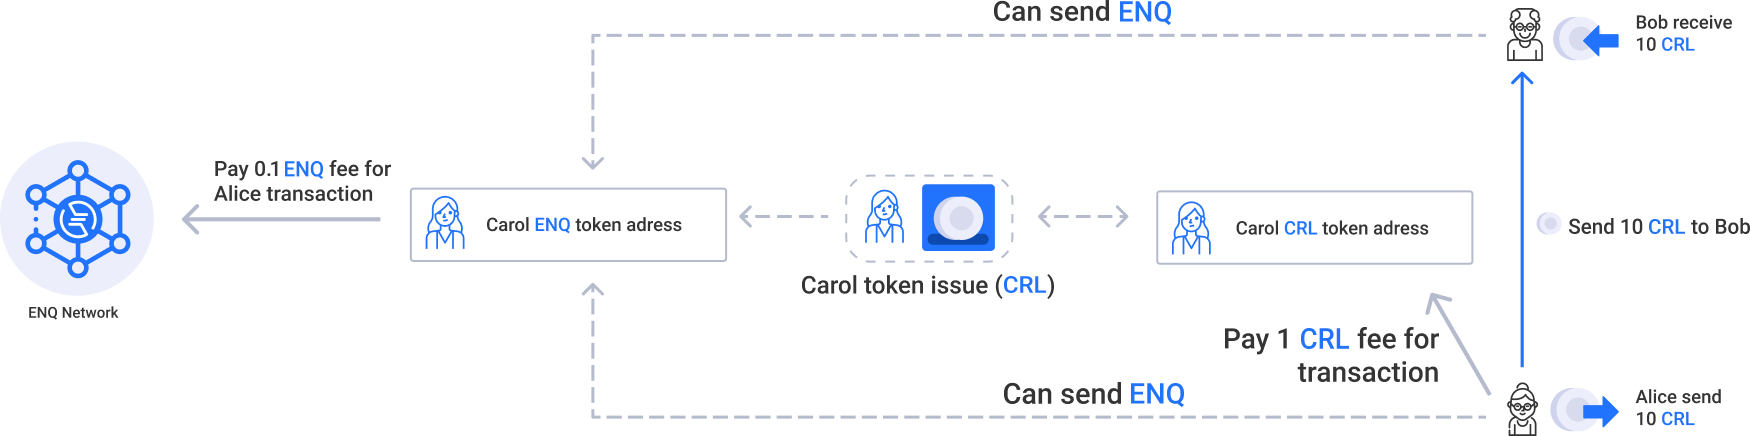 Can send ENQ
Bob receive
10 CRL
Pay 0.1 ENQ fee for
Alice transaction
Carol ENQ token adress
Carol CRL token adress
Send 10 CRL to Bob
Carol token issue (CRL)
ENQ Network
Pay 1 CRL fee for
transaction
Can send ENQ
Alice send
10 CRL